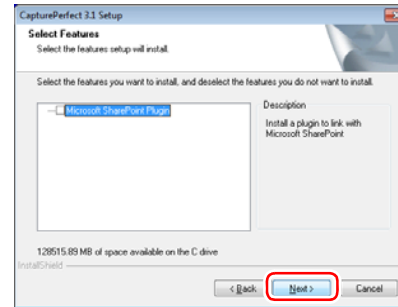 CapturePerfect 3.1 Setup
Select Features
Select the features setup will install.
Select the features you want to install, and deselect the features you do not want to install.
Microsoft SharePoint Plugin
Description
Install a plugin to link with
Microsoft SharePoint
128515.89 MB of space available on the C drive
InstallShield
< Back
Next >
Cancel